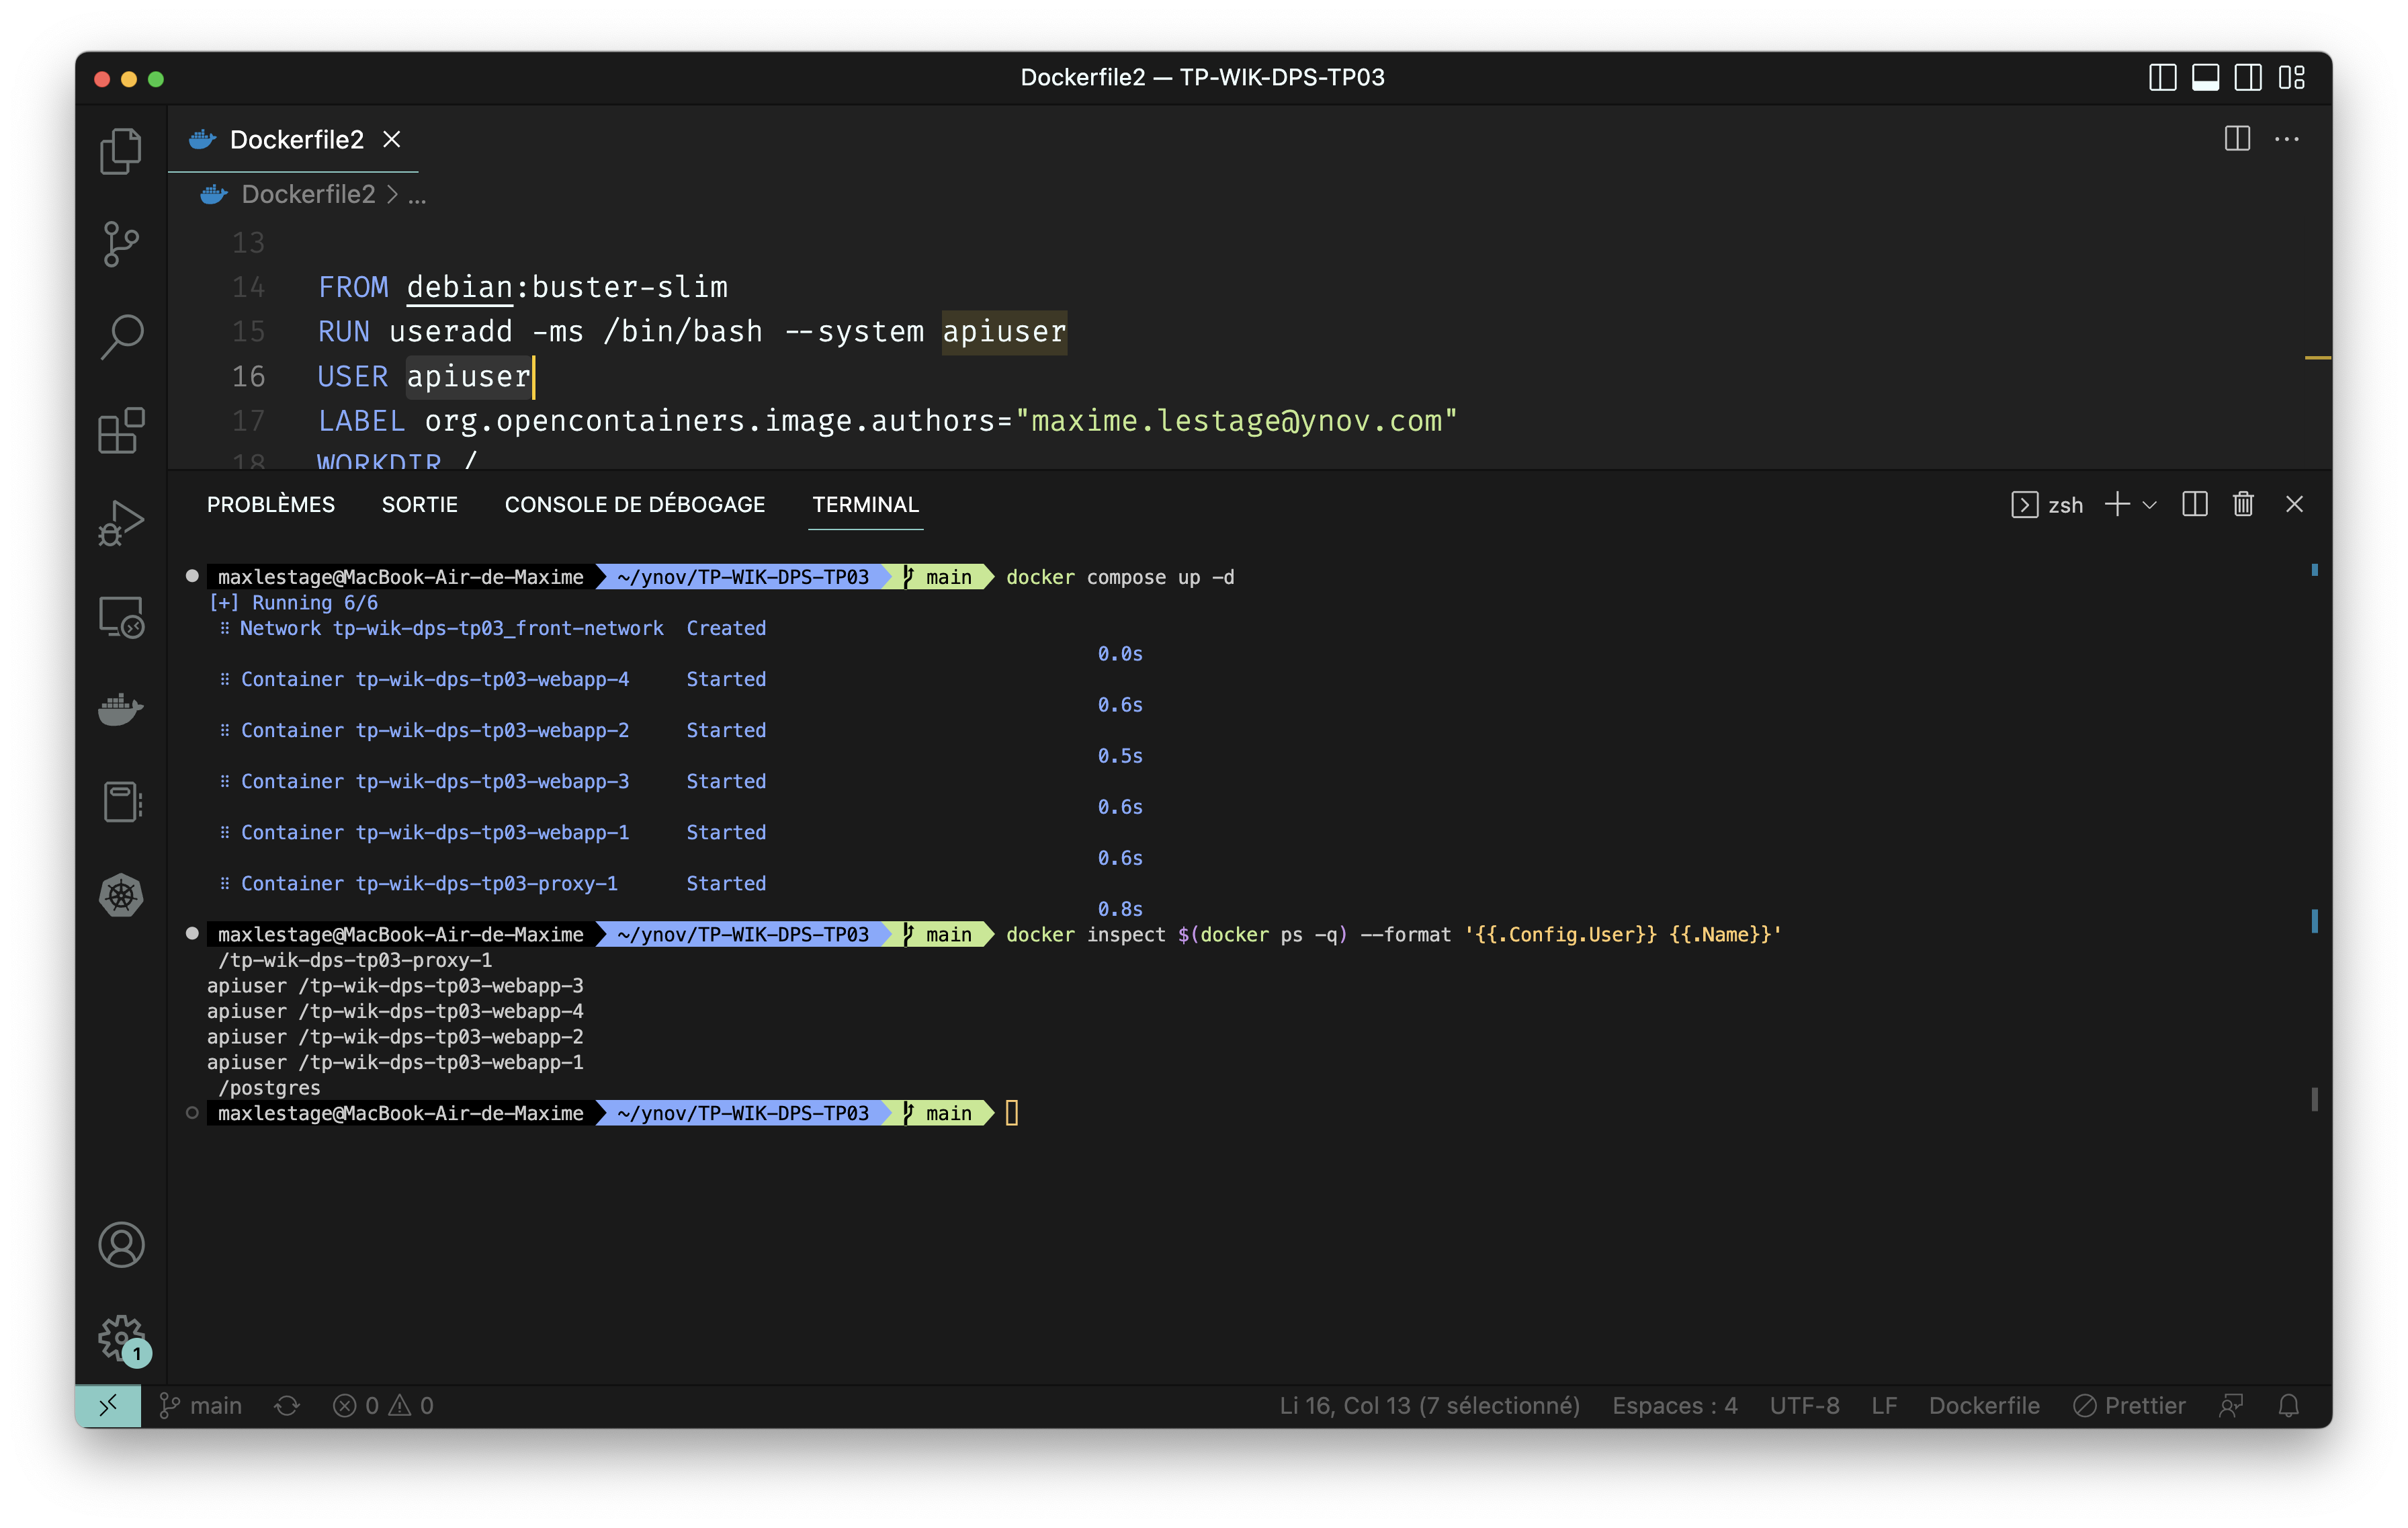 Dockerfile2 — TP-WIK-DPS-TP03
Dockerfile2
Dockerfile2 > ...
13
14 FROM debian:buster-slim
15 RUN useradd -ms /bin/bash --system apiuser
16 USER apiuser
17 LABEL org.opencontainers.image.authors="maxime.lestage@ynov.com"
18 WORKDIR /
PROBLÈMES SORTIE CONSOLE DE DÉBOGAGE TERMINAL zsh
maxlestage@MacBook-Air-de-Maxime ~/ynov/TP-WIK-DPS-TP03 main docker compose up -d
[+] Running 6/6
⠿ Network tp-wik-dps-tp03_front-network Created
0.0s
⠿ Container tp-wik-dps-tp03-webapp-4 Started
0.6s
⠿ Container tp-wik-dps-tp03-webapp-2 Started
0.5s
⠿ Container tp-wik-dps-tp03-webapp-3 Started
0.6s
⠿ Container tp-wik-dps-tp03-webapp-1 Started
0.6s
⠿ Container tp-wik-dps-tp03-proxy-1 Started
0.8s
maxlestage@MacBook-Air-de-Maxime ~/ynov/TP-WIK-DPS-TP03 main docker inspect $(docker ps -q) --format '{{.Config.User}} {{.Name}}'
/tp-wik-dps-tp03-proxy-1
apiuser /tp-wik-dps-tp03-webapp-3
apiuser /tp-wik-dps-tp03-webapp-4
apiuser /tp-wik-dps-tp03-webapp-2
apiuser /tp-wik-dps-tp03-webapp-1
/postgres
maxlestage@MacBook-Air-de-Maxime ~/ynov/TP-WIK-DPS-TP03 main
1
main 0 0 Li 16, Col 13 (7 sélectionné) Espaces : 4 UTF-8 LF Dockerfile Prettier